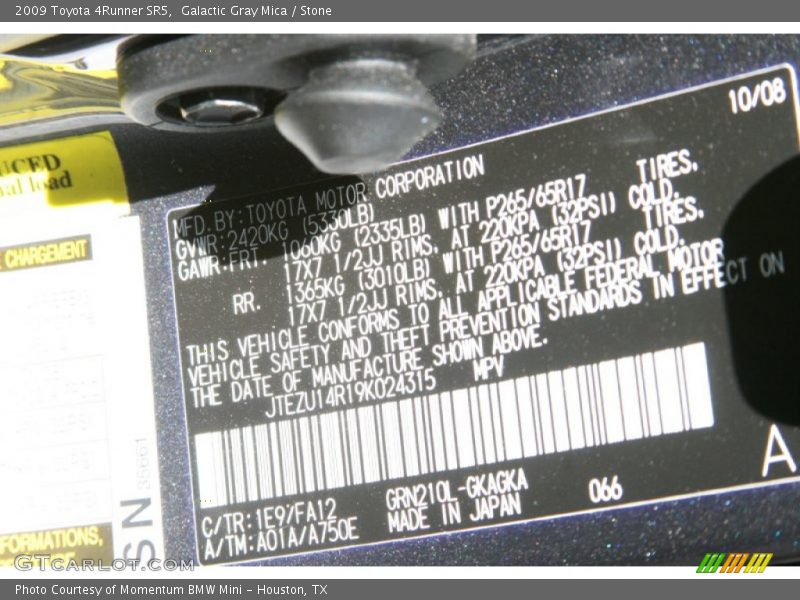 2009 Toyota 4Runner SR5, Galactic Gray Mica / Stone
10/08
MFD. BY: TOYOTA MOTOR CORPORATION
GVWR: 2420KG (5330LB)
GAWR: FRT 1060KG (2335LB) WITH P265/65R17 TIRES,
17X7 1/2JJ RIMS, AT 220KPA (32PSI) COLD.
RR. 1365KG (3010LB) WITH P265/65R17 TIRES,
17X7 1/2JJ RIMS, AT 220KPA (32PSI) COLD.
THIS VEHICLE CONFORMS TO ALL APPLICABLE FEDERAL MOTOR
VEHICLE SAFETY AND THEFT PREVENTION STANDARDS IN EFFECT ON
THE DATE OF MANUFACTURE SHOWN ABOVE.
JTEZU14R19K024315 MPV
C/TR: 1E9/FA12 GRN210L-GKAGKA 066
A/TM: A01A/A750E MADE IN JAPAN
A
load
CHARGEMENT
SN
FORMATIONS,
GTcarlot.com
Photo Courtesy of Momentum BMW Mini - Houston, TX